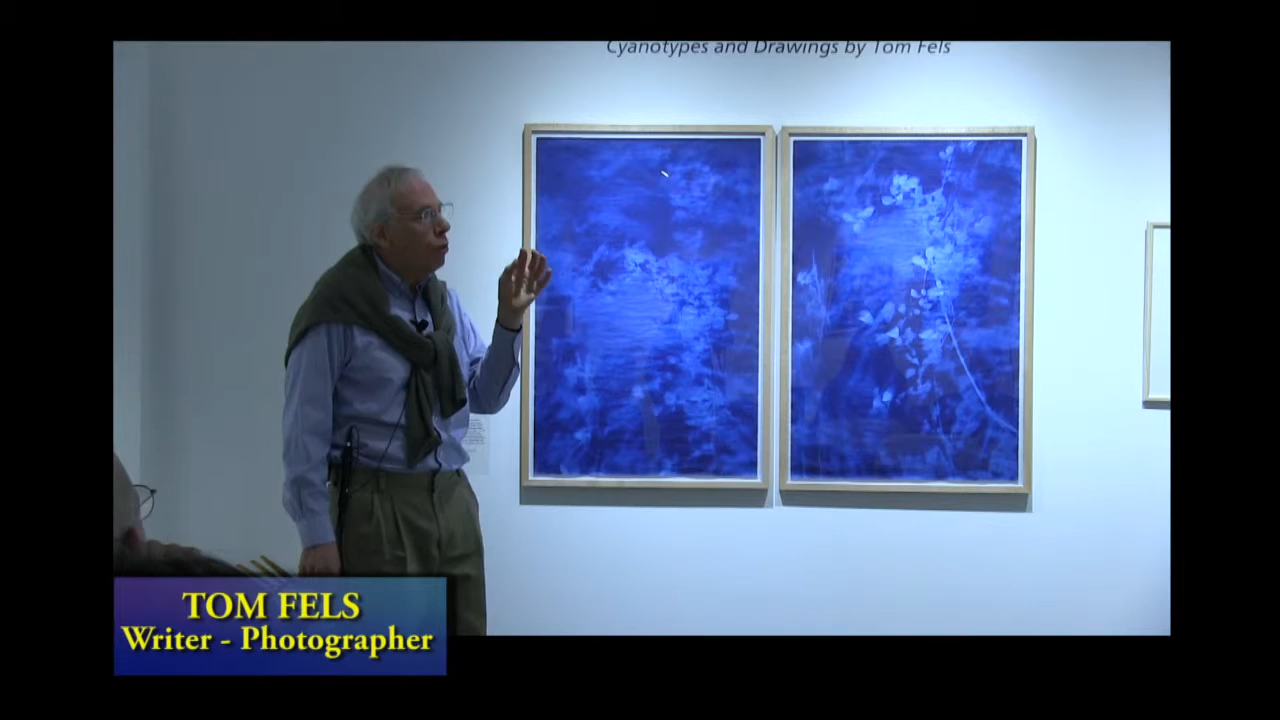 Cyanotypes and Drawings by Tom Fels
TOM FELS
Writer - Photographer